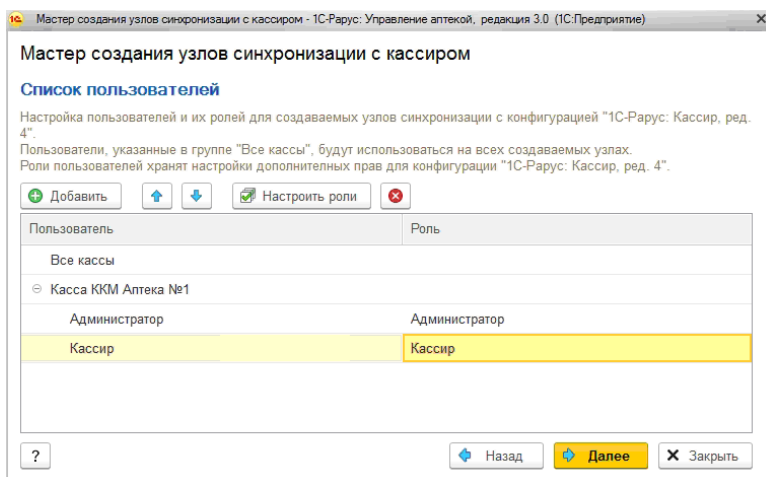 Мастер создания узлов синхронизации с кассиром - 1С-Рарус: Управление аптекой, редакция 3.0 (1С:Предприятие)
Мастер создания узлов синхронизации с кассиром
Список пользователей
Настройка пользователей и их ролей для создаваемых узлов синхронизации с конфигурацией "1С-Рарус: Кассир, ред.
4".
Пользователи, указанные в группе "Все кассы", будут использоваться на всех создаваемых узлах.
Роли пользователей хранят настройки дополнителных прав для конфигурации "1С-Рарус: Кассир, ред. 4".
Добавить Настроить роли
Пользователь Роль
Все кассы
Касса ККМ Аптека №1
Администратор Администратор
Кассир Кассир
? Назад Далее Закрыть